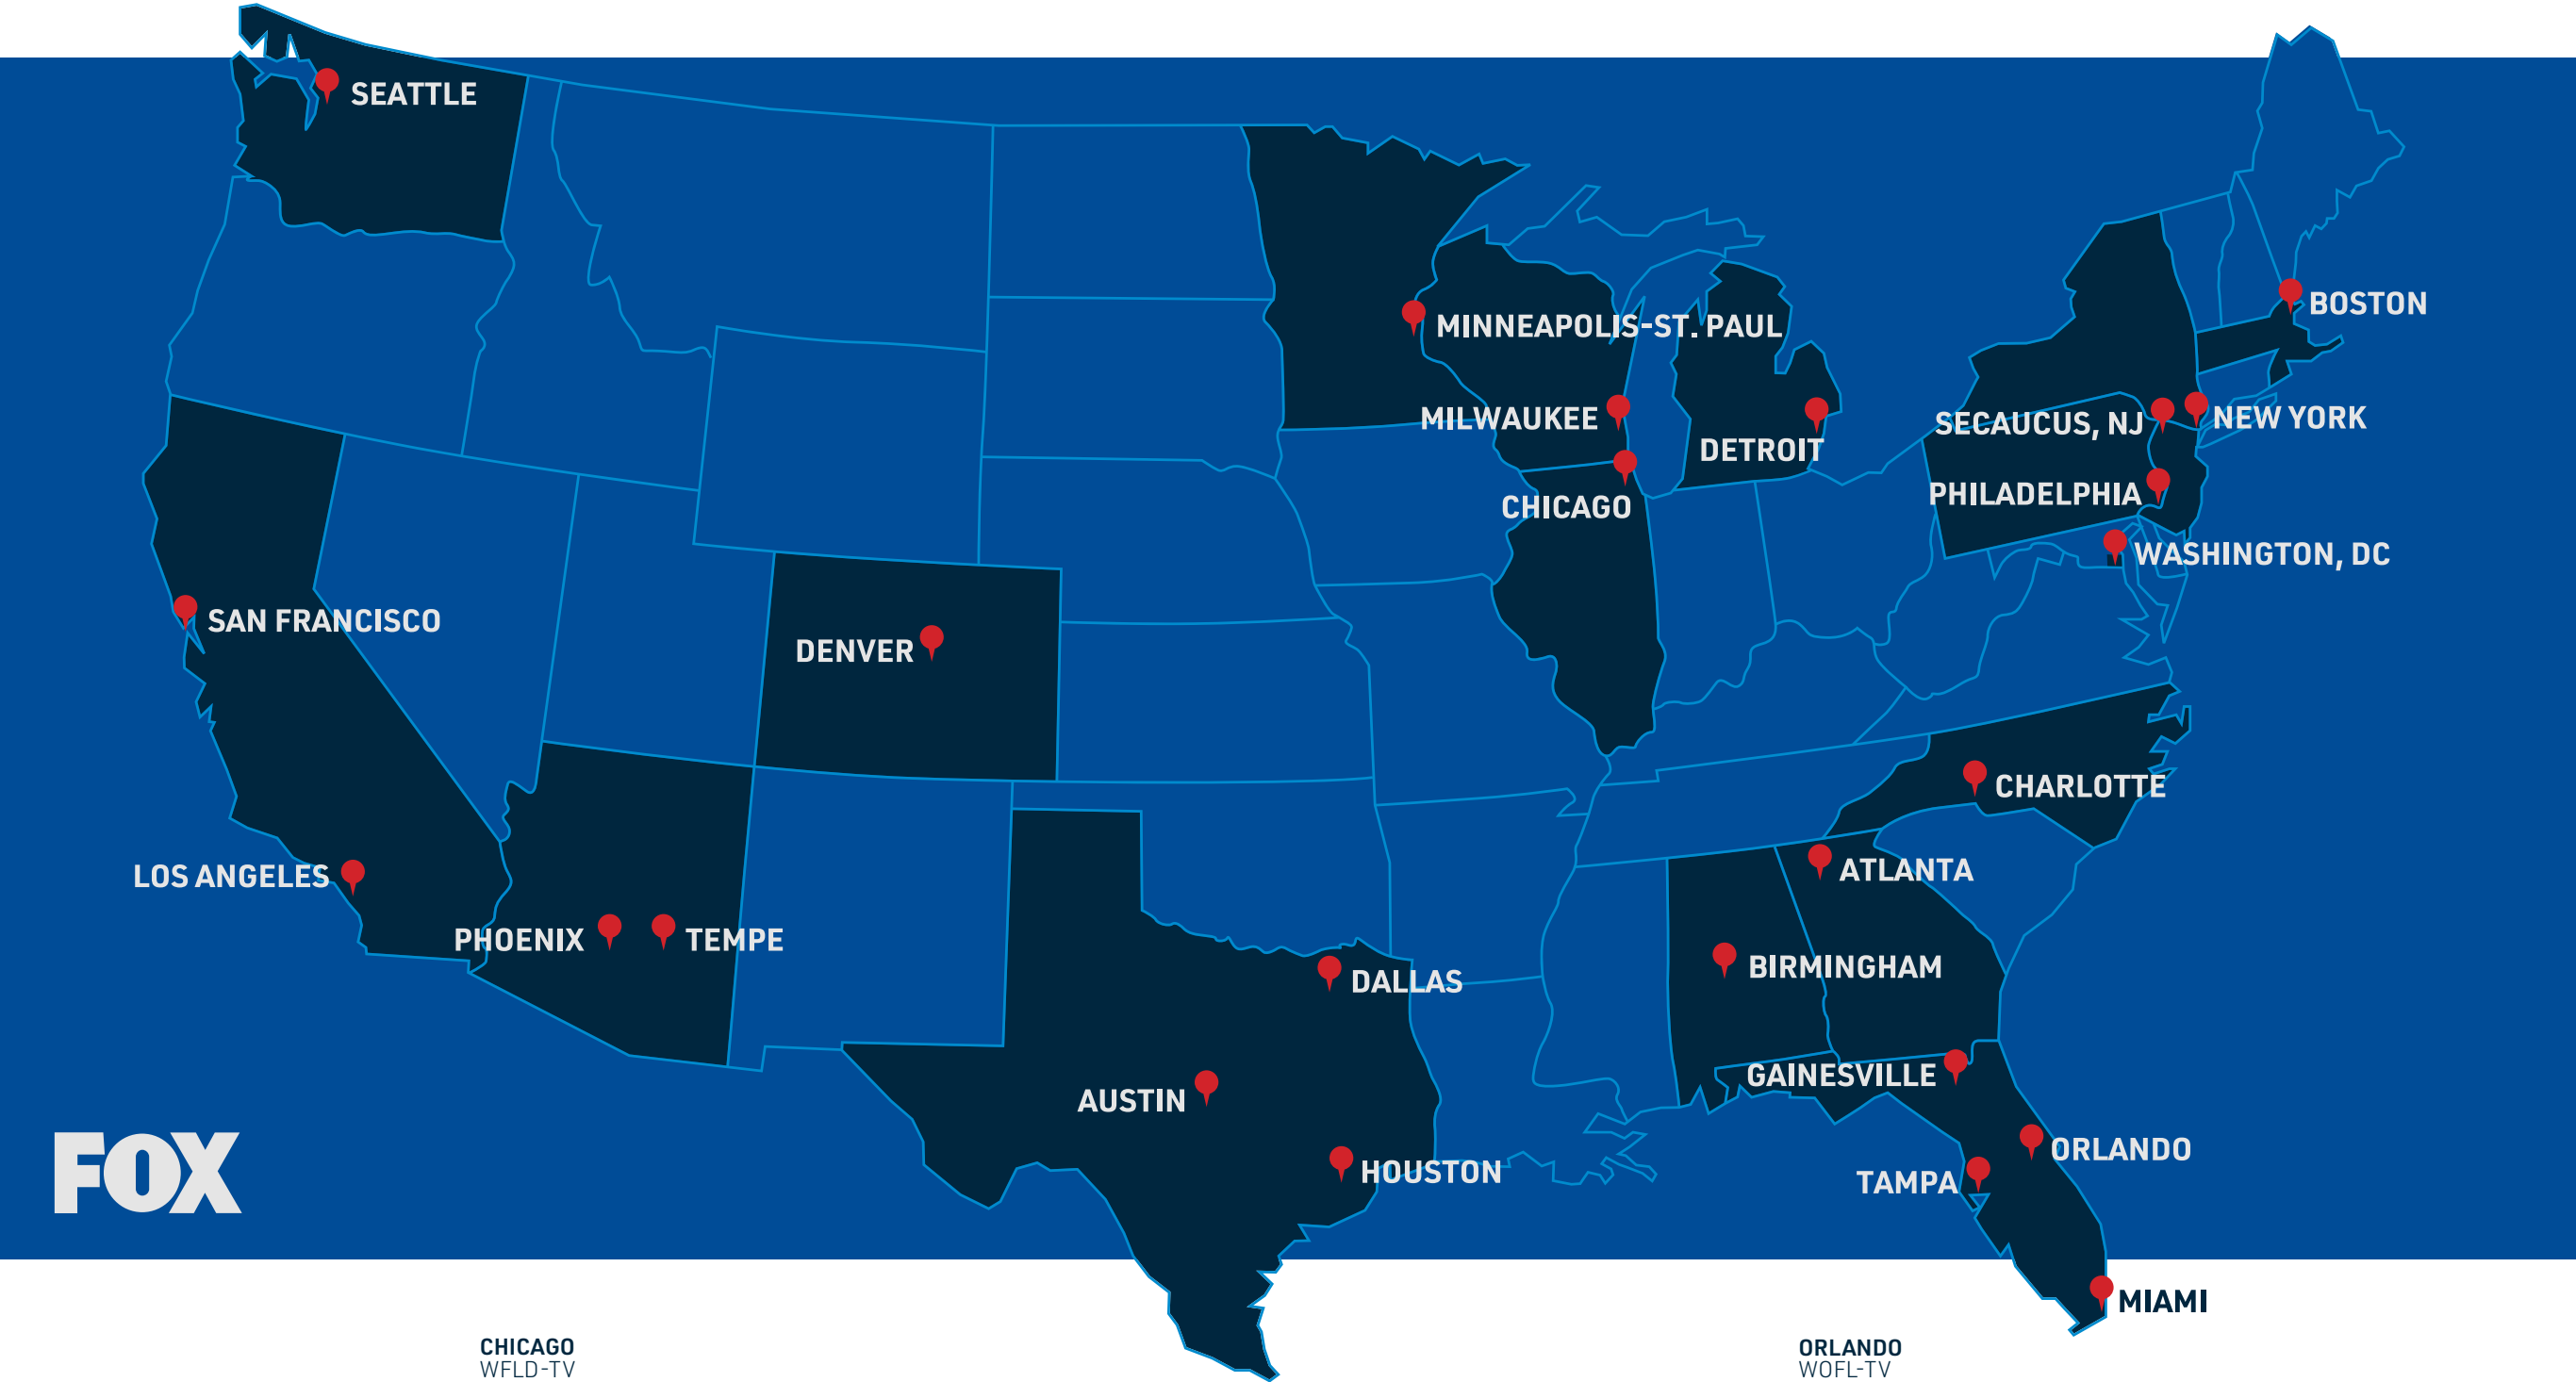 SEATTLE
BOSTON
MINNEAPOLIS-ST. PAUL
MILWAUKEE
SECAUCUS, NJ
NEW YORK
DETROIT
PHILADELPHIA
CHICAGO
WASHINGTON, DC
SAN FRANCISCO
DENVER
CHARLOTTE
LOS ANGELES
ATLANTA
PHOENIX
TEMPE
BIRMINGHAM
DALLAS
GAINESVILLE
AUSTIN
ORLANDO
HOUSTON
TAMPA
FOX
MIAMI
CHICAGO
WFLD-TV
ORLANDO
WOFL-TV